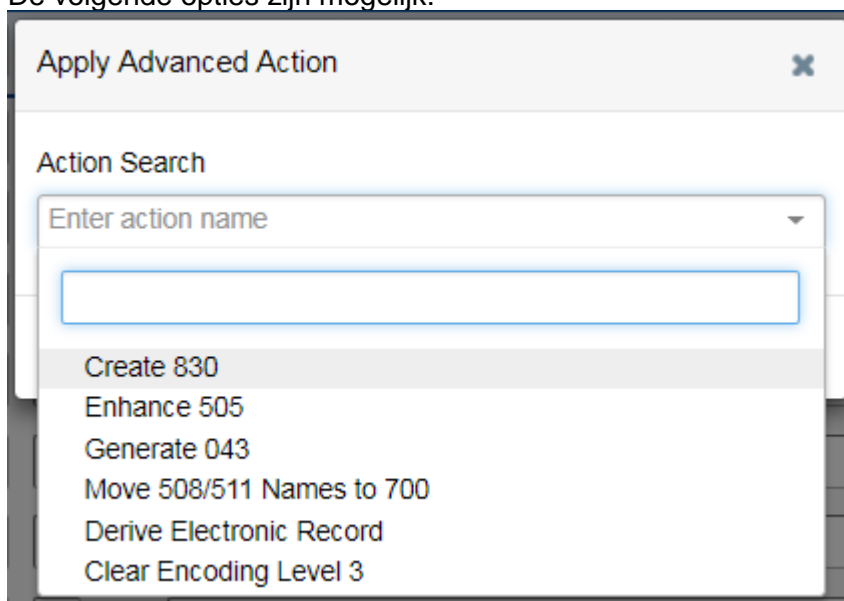 De volgende opties zijn mogelijk:
Apply Advanced Action
Action Search
Enter action name
Create 830
Enhance 505
Generate 043
Move 508/511 Names to 700
Derive Electronic Record
Clear Encoding Level 3